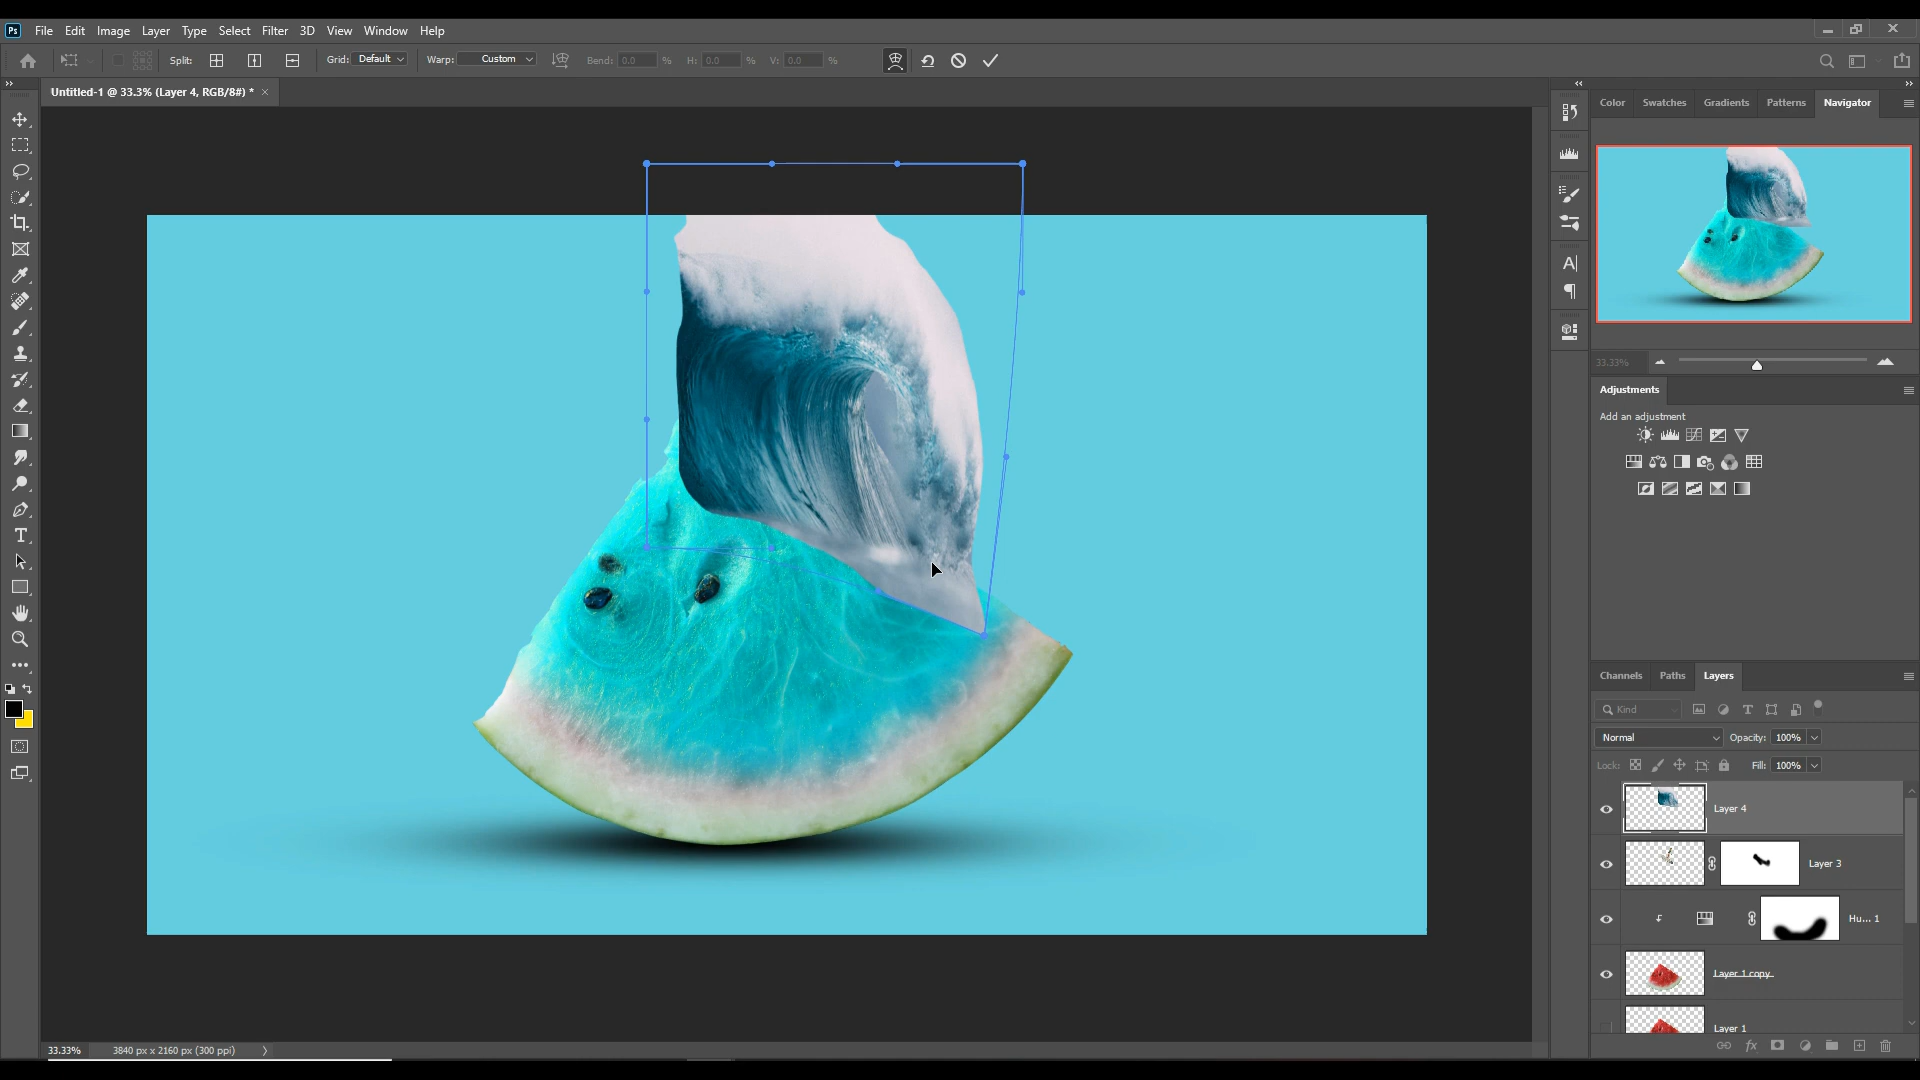 Ps File Edit Image Layer Type Select Filter 3D View Window Help
Split: Grid: Default Warp: Custom Bend: 0.0 % H: 0.0 % V: 0.0 %
Untitled-1 @ 33.3% (Layer 4, RGB/8#) * ×
Color Swatches Gradients Patterns Navigator
33.33%
Adjustments
Add an adjustment
Channels Paths Layers
Kind
Normal Opacity: 100%
Lock: Fill: 100%
Layer 4
Layer 3
Hu... 1
Layer 1 copy
Layer 1
33.33% 3840 px x 2160 px (300 ppi)